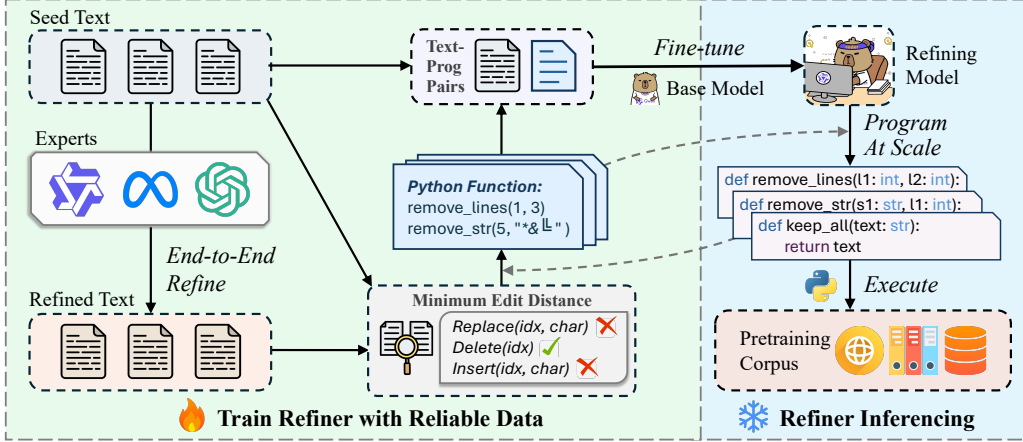 Seed Text
Text-
Prog
Pairs
Fine-tune
Base Model
Refining
Model
Experts
Program
At Scale
Python Function:
remove_lines(1, 3)
remove_str(5, "*&╚" )
def remove_lines(l1: int, l2: int):
def remove_str(s1: str, l1: int):
def keep_all(text: str):
return text
End-to-End
Refine
Execute
Refined Text
Minimum Edit Distance
Replace(idx, char)
Delete(idx)
Insert(idx, char)
Pretraining
Corpus
Train Refiner with Reliable Data
Refiner Inferencing